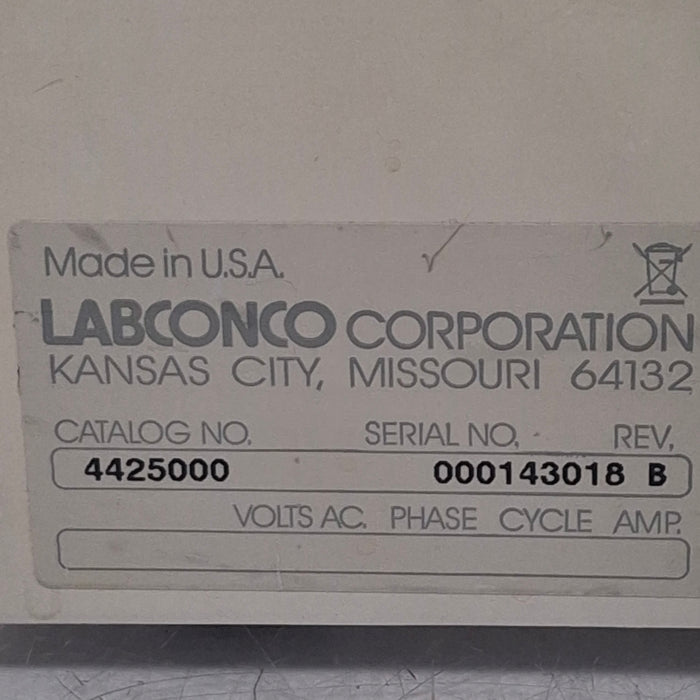 Made in U.S.A.
LABCONCO CORPORATION
KANSAS CITY, MISSOURI 64132
CATALOG NO. SERIAL NO. REV.
4425000 000143018 B
VOLTS AC. PHASE CYCLE AMP.